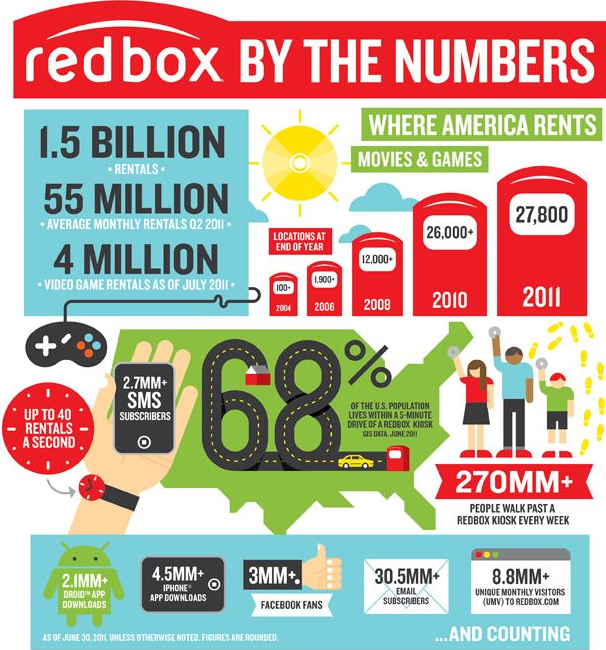 redbox BY THE NUMBERS
1.5 BILLION
• RENTALS •
55 MILLION
• AVERAGE MONTHLY RENTALS Q2 2011 •
4 MILLION
• VIDEO GAME RENTALS AS OF JULY 2011 •
WHERE AMERICA RENTS
MOVIES & GAMES
LOCATIONS AT
END OF YEAR
100+
2004
1,900+
2006
12,000+
2008
26,000+
2010
27,800
2011
UP TO 40
RENTALS
A SECOND
2.7MM+
SMS
SUBSCRIBERS
68%
OF THE U.S. POPULATION
LIVES WITHIN A 5-MINUTE
DRIVE OF A REDBOX KIOSK
GIS DATA, JUNE 2011
270MM+
PEOPLE WALK PAST A
REDBOX KIOSK EVERY WEEK
2.1MM+
DROID™ APP
DOWNLOADS
4.5MM+
IPHONE®
APP DOWNLOADS
3MM+
FACEBOOK FANS
30.5MM+
EMAIL
SUBSCRIBERS
8.8MM+
UNIQUE MONTHLY VISITORS
(UMV) TO REDBOX.COM
AS OF JUNE 30, 2011, UNLESS OTHERWISE NOTED. FIGURES ARE ROUNDED.
...AND COUNTING